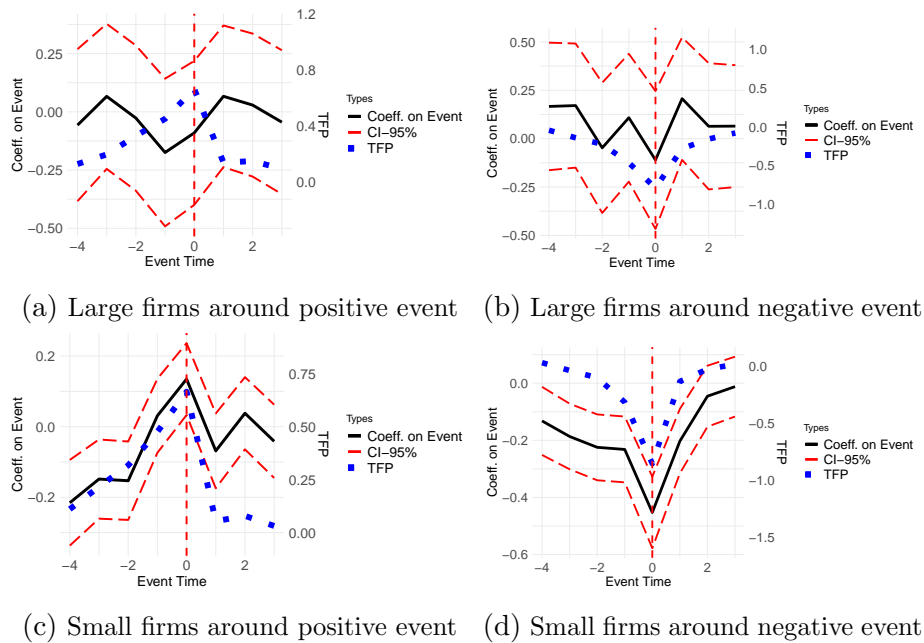 1.2
0.25
0.8
0.00
0.4
−0.25
0.0
−0.50
−4
−2
0
2
Event Time
Coeff. on Event
TFP
Types
Coeff. on Event
CI−95%
TFP
0.50
1.0
0.25
0.5
0.00
0.0
−0.25
−0.5
−1.0
−0.50
−4
−2
0
2
Event Time
Coeff. on Event
TFP
Types
Coeff. on Event
CI−95%
TFP
(a) Large firms around positive event
(b) Large firms around negative event
0.2
0.75
0.0
0.50
0.25
−0.2
0.00
−4
−2
0
2
Event Time
Coeff. on Event
TFP
Types
Coeff. on Event
CI−95%
TFP
0.0
0.0
−0.2
−0.5
−0.4
−1.0
−0.6
−1.5
−4
−2
0
2
Event Time
Coeff. on Event
TFP
Types
Coeff. on Event
CI−95%
TFP
(c) Small firms around positive event
(d) Small firms around negative event